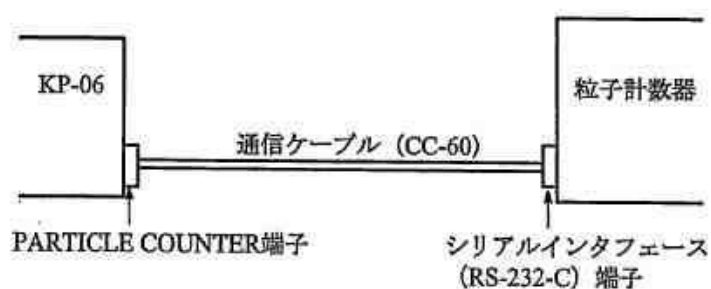 KP-06
粒子計数器
通信ケーブル（CC-60）
PARTICLE COUNTER端子
シリアルインタフェース
（RS-232-C）端子